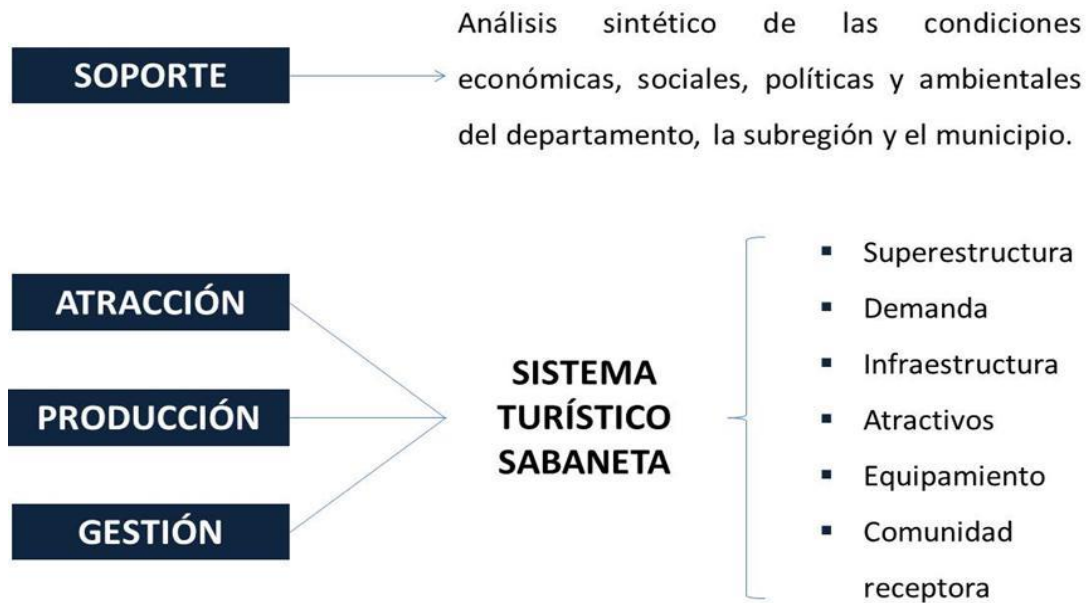 SOPORTE
Análisis sintético de las condiciones
económicas, sociales, políticas y ambientales
del departamento, la subregión y el municipio.
ATRACCIÓN
PRODUCCIÓN
GESTIÓN
SISTEMA
TURÍSTICO
SABANETA
▪ Superestructura
▪ Demanda
▪ Infraestructura
▪ Atractivos
▪ Equipamiento
▪ Comunidad
receptora